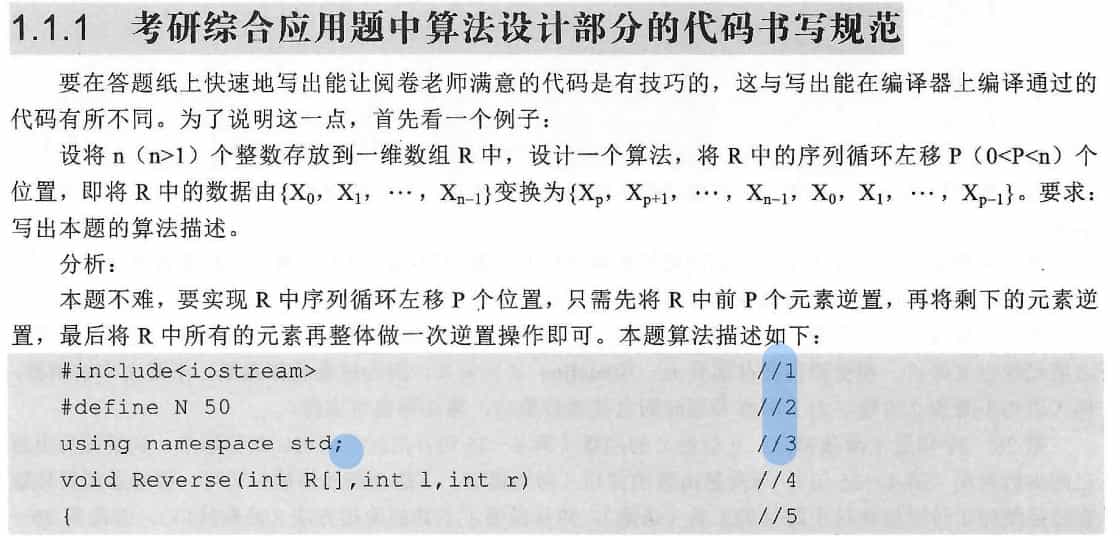 1.1.1 考研综合应用题中算法设计部分的代码书写规范
要在答题纸上快速地写出能让阅卷老师满意的代码是有技巧的，这与写出能在编译器上编译通过的
代码有所不同。为了说明这一点，首先看一个例子：
设将 n（n>1）个整数存放到一维数组 R 中，设计一个算法，将 R 中的序列循环左移 P（0<P<n）个
位置，即将 R 中的数据由{X₀，X₁，…，Xₙ₋₁}变换为{Xₚ，Xₚ₊₁，…，Xₙ₋₁，X₀，X₁，…，Xₚ₋₁}。要求：
写出本题的算法描述。
分析：
本题不难，要实现 R 中序列循环左移 P 个位置，只需先将 R 中前 P 个元素逆置，再将剩下的元素逆
置，最后将 R 中所有的元素再整体做一次逆置操作即可。本题算法描述如下：
#include<iostream> //1
#define N 50 //2
using namespace std; //3
void Reverse(int R[],int l,int r) //4
{ //5